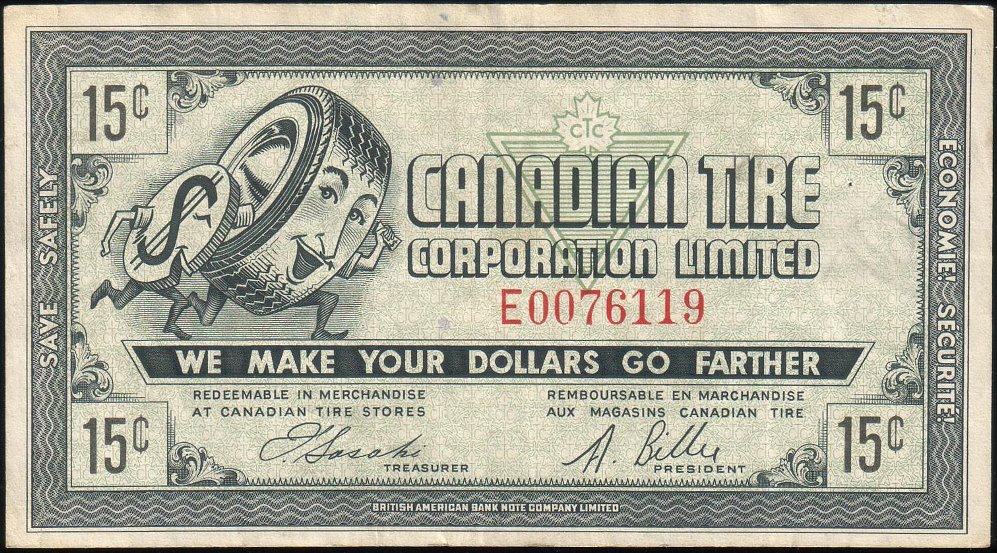 15¢
15¢
CTC
CANADIAN TIRE
CORPORATION LIMITED
E0076119
SAVE SAFELY
ÉCONOMIE! SÉCURITÉ!
$
WE MAKE YOUR DOLLARS GO FARTHER
REDEEMABLE IN MERCHANDISE
AT CANADIAN TIRE STORES
REMBOURSABLE EN MARCHANDISE
AUX MAGASINS CANADIAN TIRE
15¢
15¢
TREASURER
PRESIDENT
BRITISH AMERICAN BANK NOTE COMPANY LIMITED